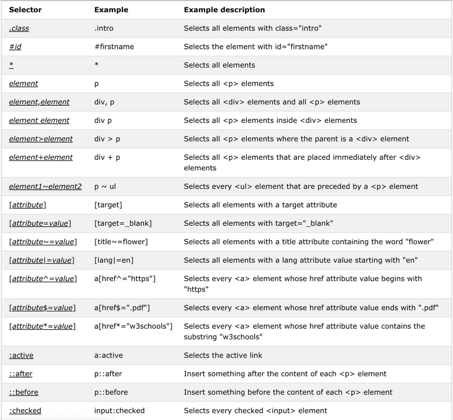 Selector Example Example description
.class .intro Selects all elements with class="intro"
#id #firstname Selects the element with id="firstname"
* * Selects all elements
element p Selects all <p> elements
element,element div, p Selects all <div> elements and all <p> elements
element element div p Selects all <p> elements inside <div> elements
element>element div > p Selects all <p> elements where the parent is a <div> element
element+element div + p Selects all <p> elements that are placed immediately after <div>
elements
element1~element2 p ~ ul Selects every <ul> element that are preceded by a <p> element
[attribute] [target] Selects all elements with a target attribute
[attribute=value] [target=_blank] Selects all elements with target="_blank"
[attribute~=value] [title~=flower] Selects all elements with a title attribute containing the word "flower"
[attribute|=value] [lang|=en] Selects all elements with a lang attribute value starting with "en"
[attribute^=value] a[href^="https"] Selects every <a> element whose href attribute value begins with
"https"
[attribute$=value] a[href$=".pdf"] Selects every <a> element whose href attribute value ends with ".pdf"
[attribute*=value] a[href*="w3schools"] Selects every <a> element whose href attribute value contains the
substring "w3schools"
:active a:active Selects the active link
::after p::after Insert something after the content of each <p> element
::before p::before Insert something before the content of each <p> element
:checked input:checked Selects every checked <input> element